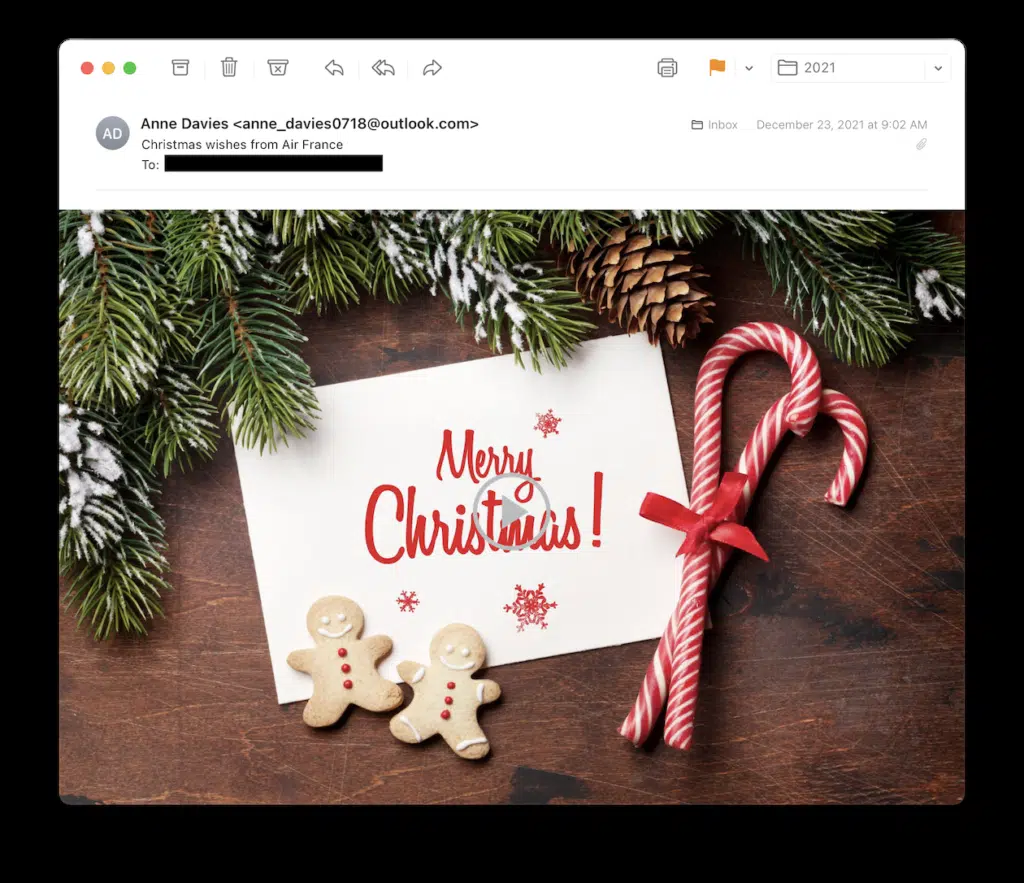 2021
AD
Anne Davies <anne_davies0718@outlook.com>
Inbox
December 23, 2021 at 9:02 AM
Christmas wishes from Air France
To:
Merry
Christmas!